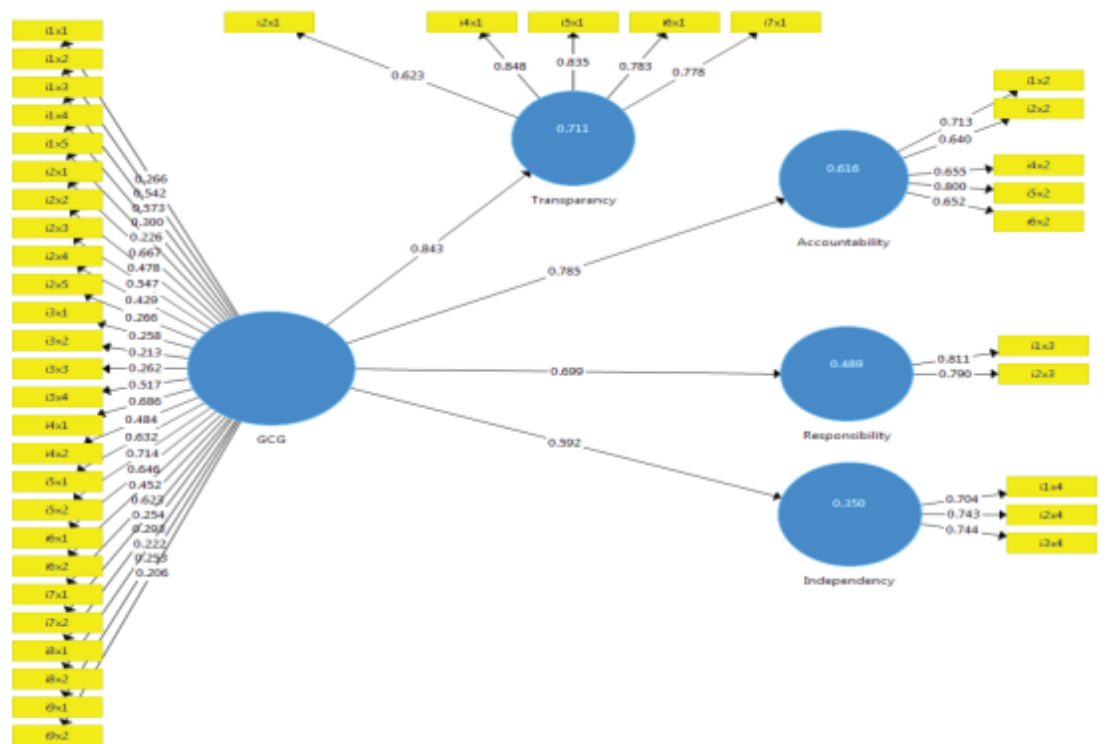 i1x1
i1x2
i1x3
i1x4
i1x5
i2x1
i2x2
i2x3
i2x4
i2x5
i3x1
i3x2
i3x3
i3x4
i4x1
i4x2
i5x1
i5x2
i6x1
i6x2
i7x1
i7x2
i8x1
i8x2
i9x1
i9x2
0.266
0.542
0.573
0.300
0.226
0.667
0.478
0.429
0.266
0.258
0.213
0.262
0.517
0.686
0.484
0.632
0.714
0.646
0.452
0.623
0.254
0.222
0.253
0.206
GCG
i2x1
i4x1
i5x1
i6x1
i7x1
0.623
0.848
0.835
0.783
0.778
0.711
Transparancy
0.843
0.785
0.699
0.592
0.616
Accountability
0.713
0.640
0.655
0.800
0.652
i1x2
i2x2
i4x2
i5x2
i6x2
0.489
Responsibility
0.811
0.790
i1x3
i2x3
0.350
Independency
0.704
0.743
0.744
i1x4
i2x4
i3x4